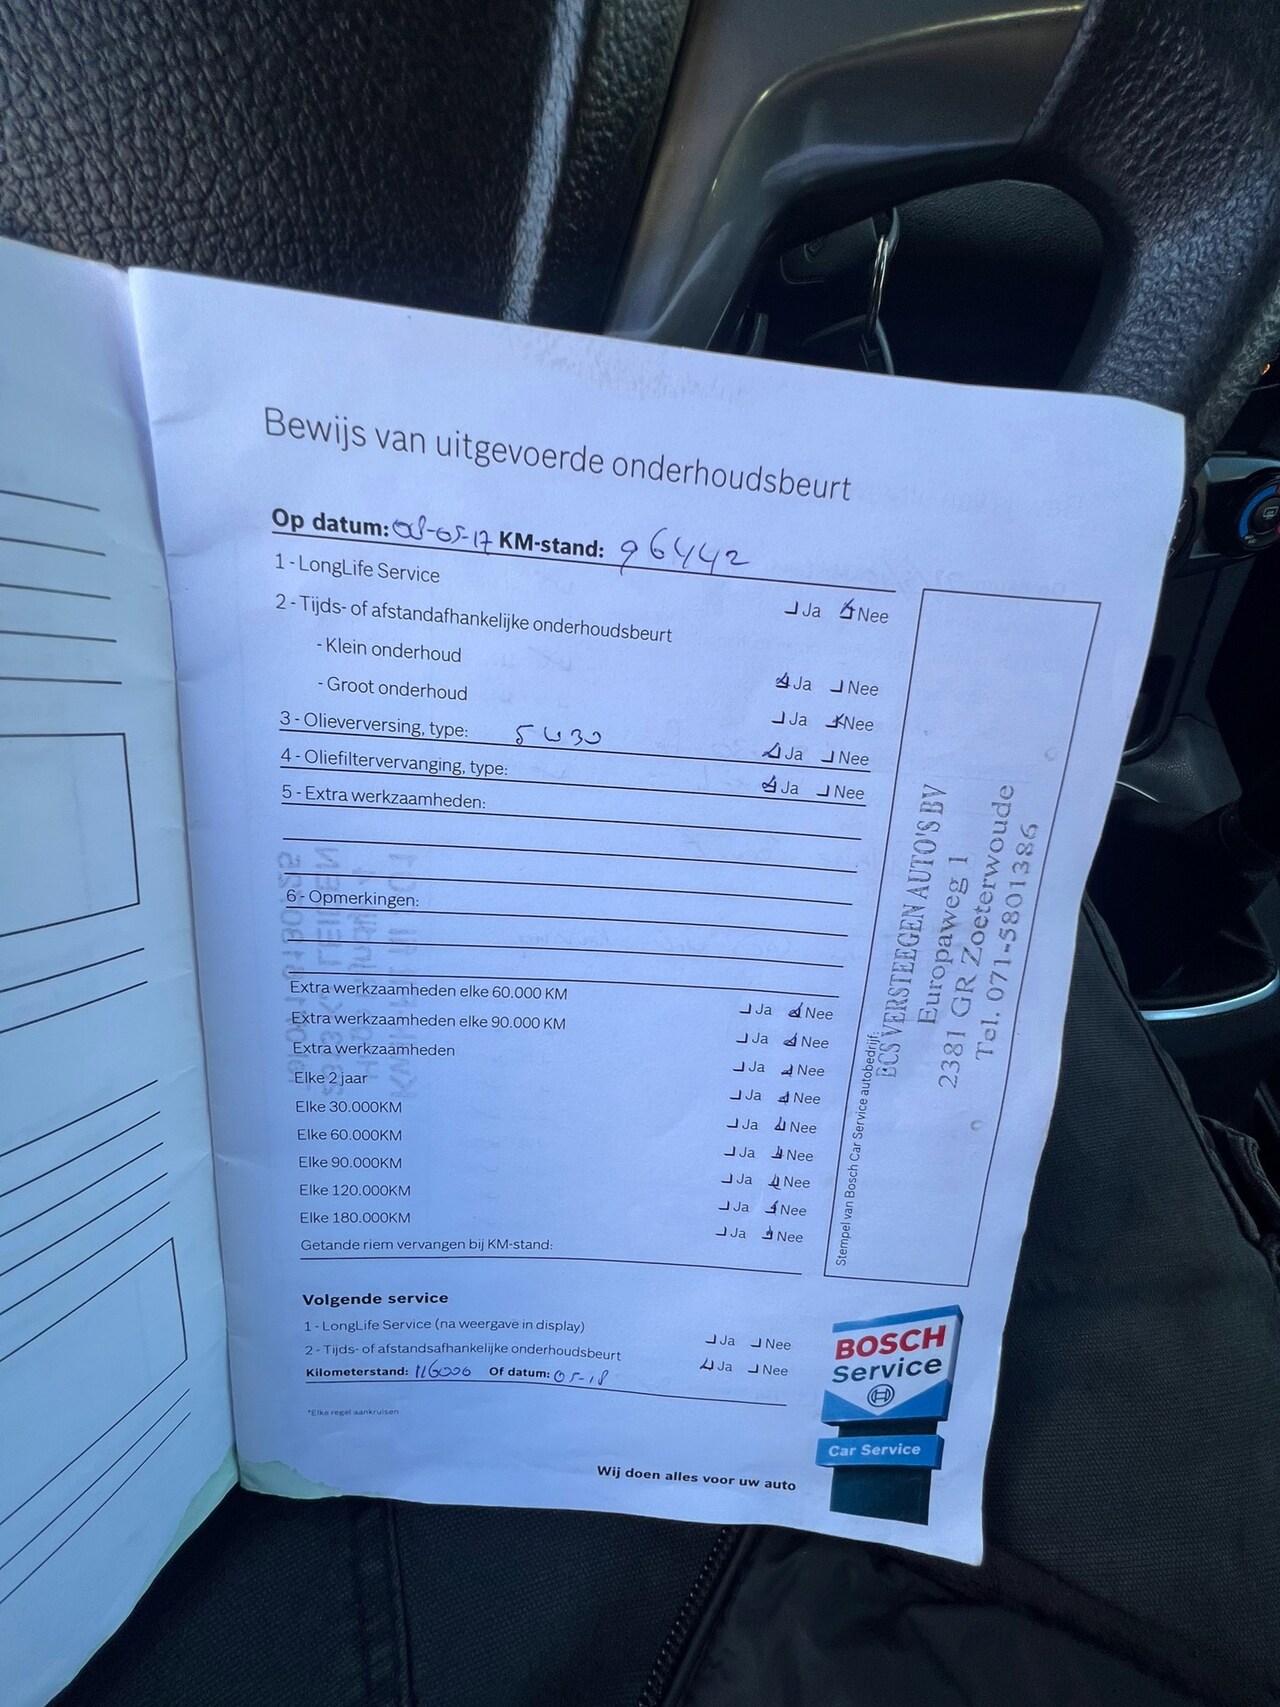 Bewijs van uitgevoerde onderhoudsbeurt
Op datum: 08-05-17 KM-stand: 96442
1 - LongLife Service Ja Nee
2 - Tijds- of afstandafhankelijke onderhoudsbeurt
- Klein onderhoud Ja Nee
- Groot onderhoud Ja Nee
3 - Olieverversing, type: 5W30 Ja Nee
4 - Oliefiltervervanging, type: Ja Nee
5 - Extra werkzaamheden:
6 - Opmerkingen:
Extra werkzaamheden elke 60.000 KM Ja Nee
Extra werkzaamheden elke 90.000 KM Ja Nee
Extra werkzaamheden Ja Nee
Elke 2 jaar Ja Nee
Elke 30.000KM Ja Nee
Elke 60.000KM Ja Nee
Elke 90.000KM Ja Nee
Elke 120.000KM Ja Nee
Elke 180.000KM Ja Nee
Getande riem vervangen bij KM-stand:
Stempel van Bosch Car Service autobedrijf:
BCS VERSTEEGEN AUTO'S BV
Europaweg 1
2381 GR Zoeterwoude
Tel. 071-5801386
Volgende service
1 - LongLife Service (na weergave in display) Ja Nee
2 - Tijds- of afstandsafhankelijke onderhoudsbeurt Ja Nee
Kilometerstand: 116000 Of datum: 05-18
*Elke regel aankruisen
BOSCH
Service
Car Service
Wij doen alles voor uw auto